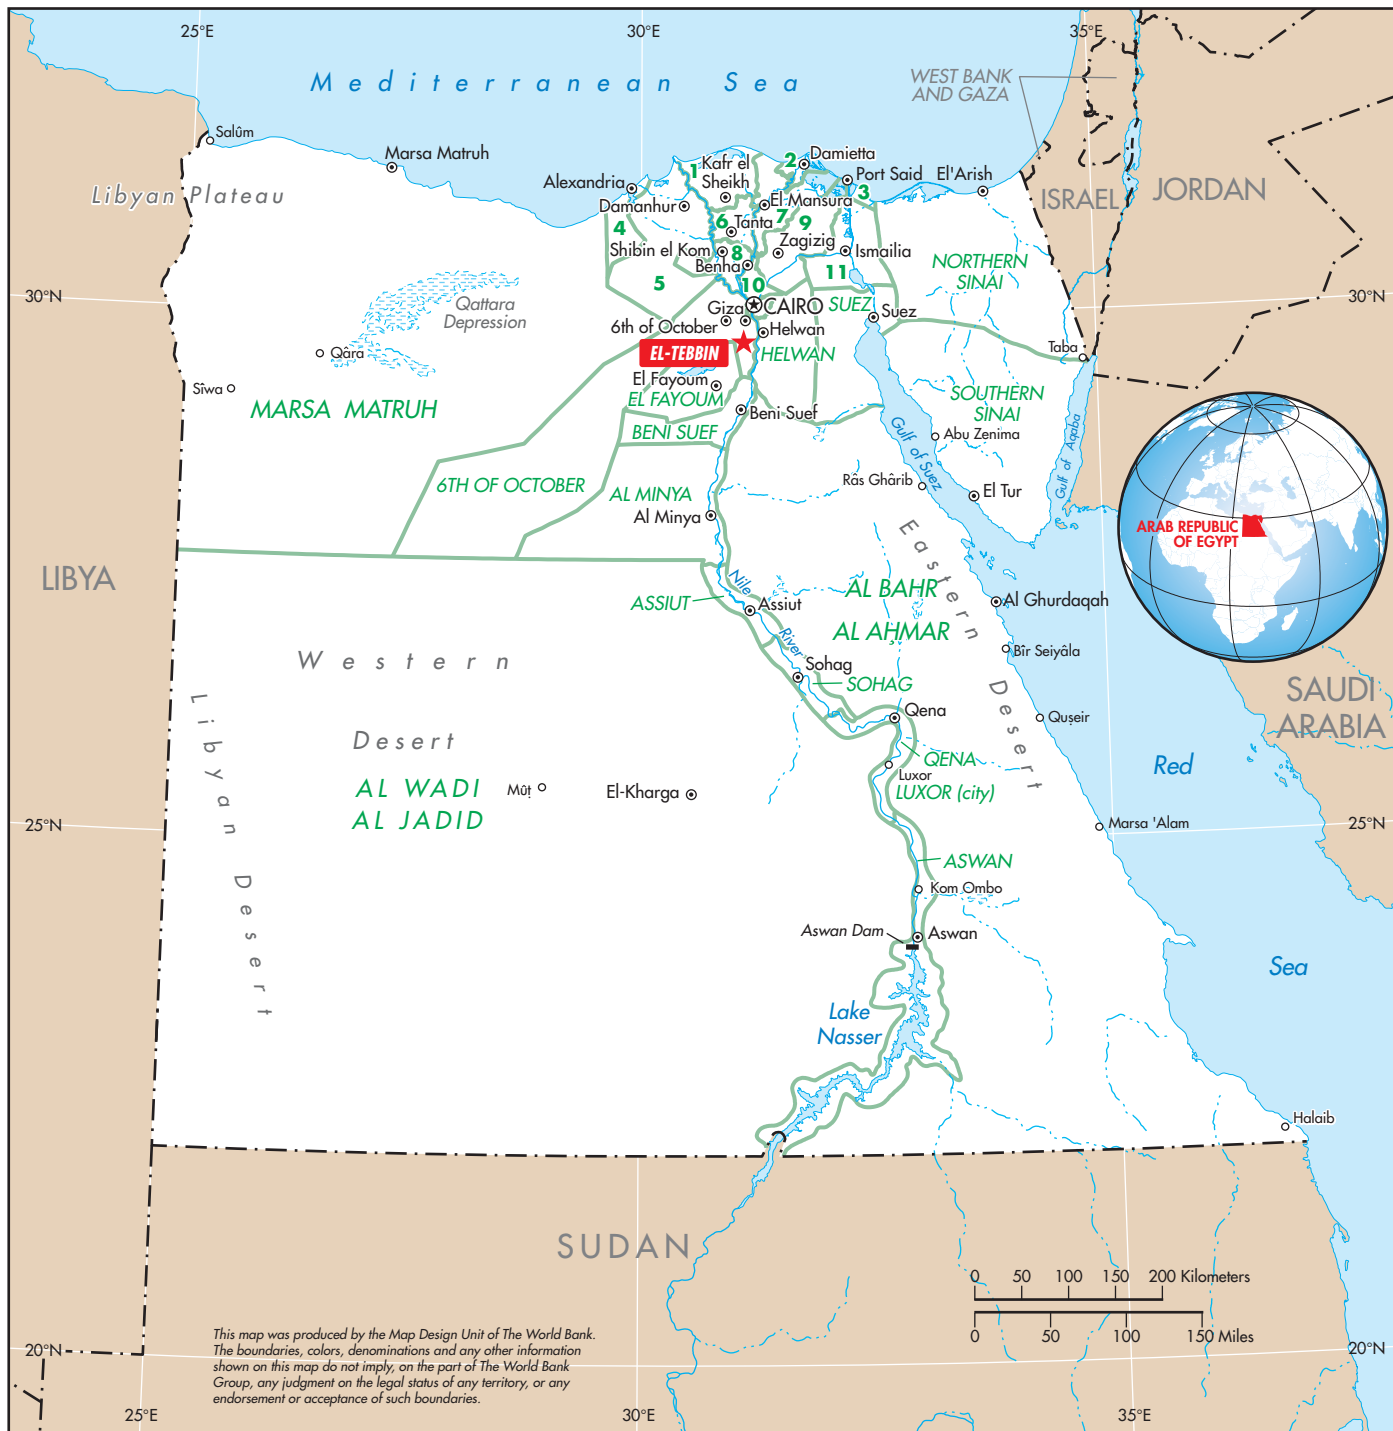 25°E
30°E
35°E
Mediterranean Sea
WEST BANK
AND GAZA
Salûm
Marsa Matruh
Libyan Plateau
Alexandria
Damanhur
1
Kafr el
Sheikh
2
Damietta
Port Said
El'Arish
3
ISRAEL
JORDAN
El Mansura
4
6
Tanta
7
9
Shibin el Kom
8
Zagizig
Ismailia
Benha
5
10
11
NORTHERN
SINAI
30°N
30°N
Qattara
Depression
Giza
CAIRO
SUEZ
Suez
6th of October
Helwan
EL-TEBBIN
HELWAN
Taba
Qâra
Sîwa
El Fayoum
EL FAYOUM
MARSA MATRUH
Beni Suef
BENI SUEF
SOUTHERN
SINAI
Abu Zenima
Gulf of Suez
Gulf of Aqaba
6TH OF OCTOBER
AL MINYA
Al Minya
Râs Ghârib
El Tur
ARAB REPUBLIC
OF EGYPT
LIBYA
Nile
River
ASSIUT
Assiut
AL BAHR
AL AḨMAR
Eastern Desert
Al Ghurdaqah
Bîr Seiyâla
Western
Desert
Libyan Desert
Sohag
SOHAG
Qena
QENA
Quşeir
SAUDI
ARABIA
Luxor
LUXOR (city)
Red
Sea
AL WADI
AL JADID
Mûţ
El-Kharga
25°N
25°N
Marsa 'Alam
ASWAN
Kom Ombo
Aswan Dam
Aswan
Lake
Nasser
Halaib
SUDAN
0 50 100 150 200 Kilometers
0 50 100 150 Miles
This map was produced by the Map Design Unit of The World Bank.
The boundaries, colors, denominations and any other information
shown on this map do not imply, on the part of The World Bank
Group, any judgment on the legal status of any territory, or any
endorsement or acceptance of such boundaries.
20°N
20°N
25°E
30°E
35°E